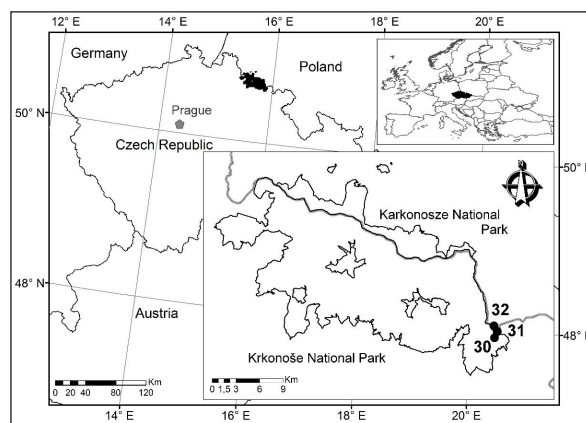 12° E
14° E
16° E
18° E
20° E
Germany
Poland
50° N
Prague
Czech Republic
50° N
Karkonosze National
Park
48° N
Austria
32
31
30
48° N
Krkonoše National Park
Km
0 20 40 80 120
Km
0 1,5 3 6 9
14° E
16° E
18° E
20° E